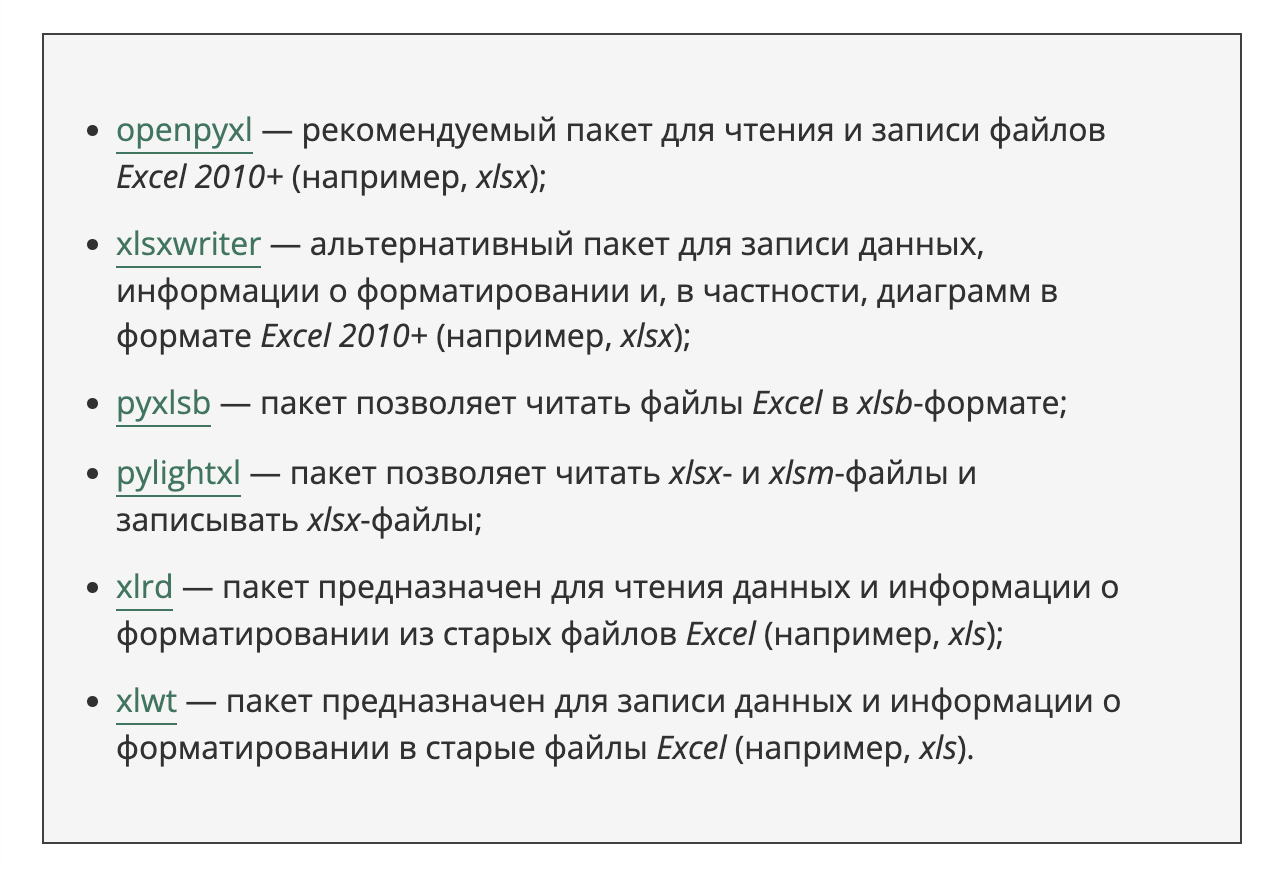 • openpyxl — рекомендуемый пакет для чтения и записи файлов
Excel 2010+ (например, xlsx);
• xlsxwriter — альтернативный пакет для записи данных,
информации о форматировании и, в частности, диаграмм в
формате Excel 2010+ (например, xlsx);
• pyxlsb — пакет позволяет читать файлы Excel в xlsb-формате;
• pylightxl — пакет позволяет читать xlsx- и xlsm-файлы и
записывать xlsx-файлы;
• xlrd — пакет предназначен для чтения данных и информации о
форматировании из старых файлов Excel (например, xls);
• xlwt — пакет предназначен для записи данных и информации о
форматировании в старые файлы Excel (например, xls).